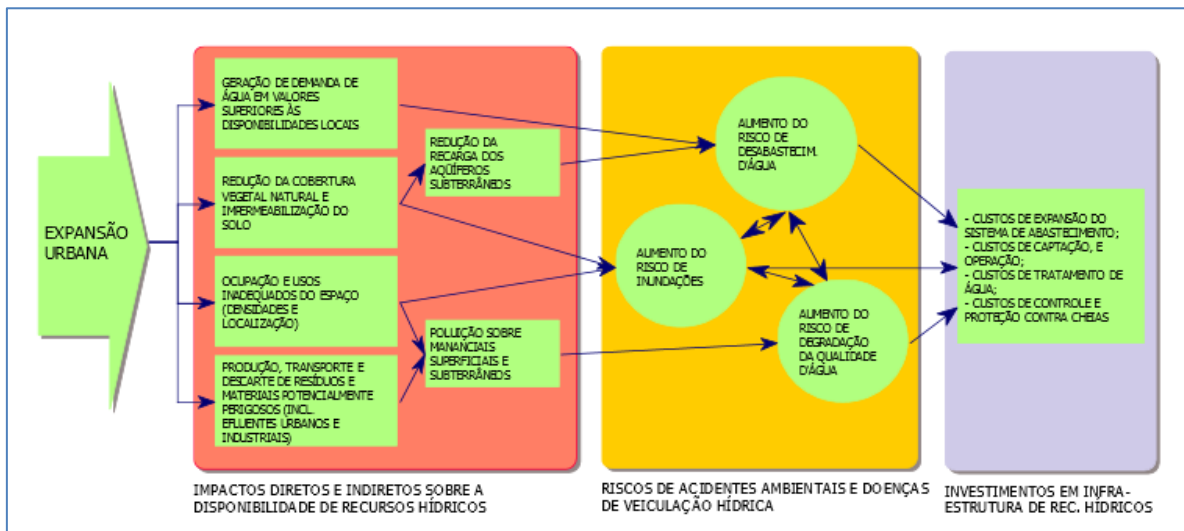 EXPANSÃO
URBANA
GERAÇÃO DE DEMANDA DE
ÁGUA EM VALORES
SUPERIORES ÀS
DISPONIBILIDADES LOCAIS
REDUÇÃO DA COBERTURA
VEGETAL NATURAL E
IMPERMEABILIZAÇÃO DO
SOLO
OCUPAÇÃO E USOS
INADEQUADOS DO ESPAÇO
(DENSIDADES E
LOCALIZAÇÃO)
PRODUÇÃO, TRANSPORTE E
DESCARTE DE RESÍDUOS E
MATERIAIS POTENCIALMENTE
PERIGOSOS (INCL.
EFLUENTES URBANOS E
INDUSTRIAIS)
REDUÇÃO DA
RECARGA DOS
AQÜÍFEROS
SUBTERRÂNEOS
POLUIÇÃO SOBRE
MANANCIAIS
SUPERFICIAIS E
SUBTERRÂNEOS
IMPACTOS DIRETOS E INDIRETOS SOBRE A
DISPONIBILIDADE DE RECURSOS HÍDRICOS
AUMENTO DO
RISCO DE
DESABASTECIM.
D'ÁGUA
AUMENTO DO
RISCO DE
INUNDAÇÕES
AUMENTO DO
RISCO DE
DEGRADAÇÃO
DA QUALIDADE
D'ÁGUA
RISCOS DE ACIDENTES AMBIENTAIS E DOENÇAS
DE VEICULAÇÃO HÍDRICA
- CUSTOS DE EXPANSÃO DO
SISTEMA DE ABASTECIMENTO;
- CUSTOS DE CAPTAÇÃO, E
OPERAÇÃO;
- CUSTOS DE TRATAMENTO DE
ÁGUA;
- CUSTOS DE CONTROLE E
PROTEÇÃO CONTRA CHEIAS
INVESTIMENTOS EM INFRA-
ESTRUTURA DE REC. HÍDRICOS